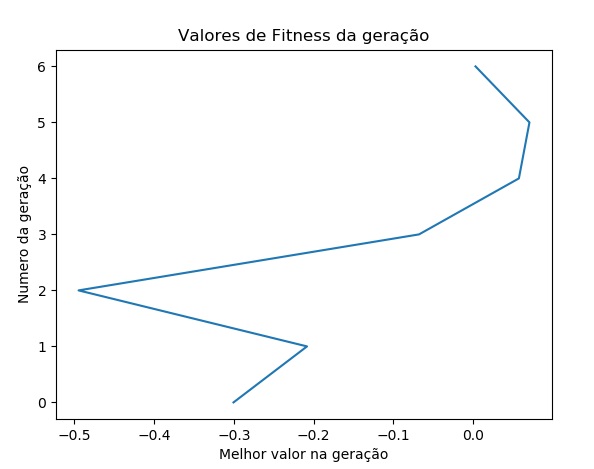 Valores de Fitness da geração
6
5
4
3
2
1
0
Numero da geração
−0.5 −0.4 −0.3 −0.2 −0.1 0.0
Melhor valor na geração